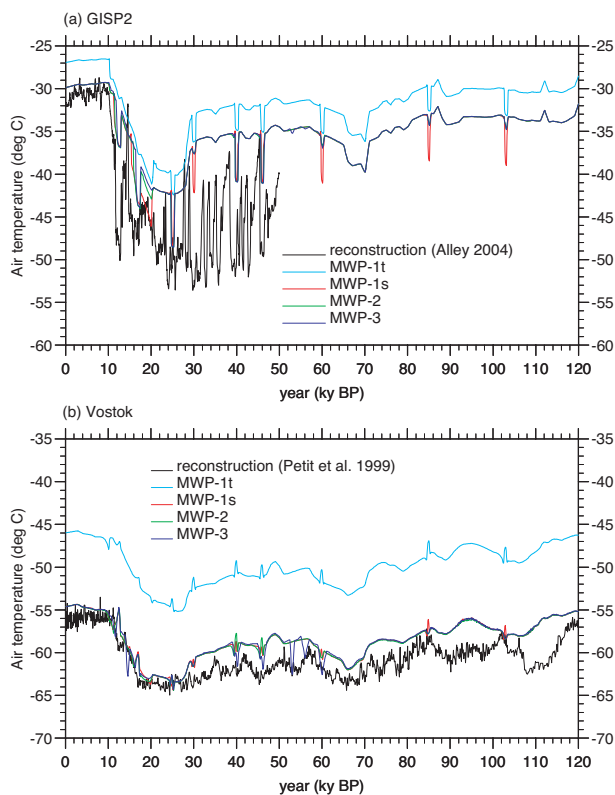 (a) GISP2
-25 -25
-30 -30
-35 -35
-40 -40
-45 -45
-50 -50
-55 -55
-60 -60
Air temperature (deg C)
reconstruction (Alley 2004)
MWP-1t
MWP-1s
MWP-2
MWP-3
0 10 20 30 40 50 60 70 80 90 100 110 120
year (ky BP)
(b) Vostok
-35 -35
-40 -40
-45 -45
-50 -50
-55 -55
-60 -60
-65 -65
-70 -70
Air temperature (deg C)
reconstruction (Petit et al. 1999)
MWP-1t
MWP-1s
MWP-2
MWP-3
0 10 20 30 40 50 60 70 80 90 100 110 120
year (ky BP)